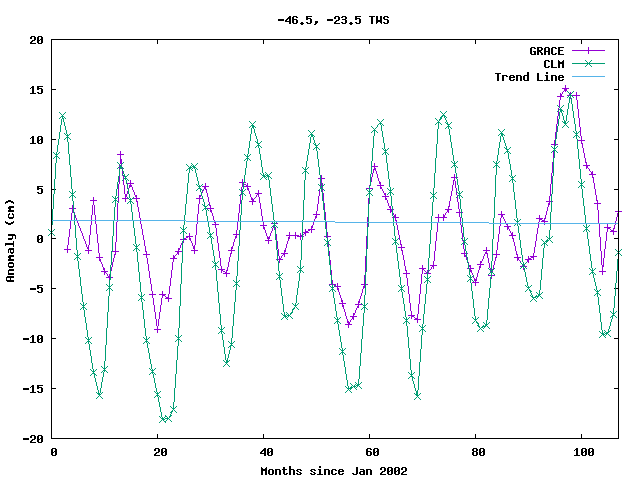 -46.5, -23.5 TWS
GRACE
CLM
Trend Line
20
15
10
5
0
-5
-10
-15
-20
Anomaly (cm)
0 20 40 60 80 100
Months since Jan 2002